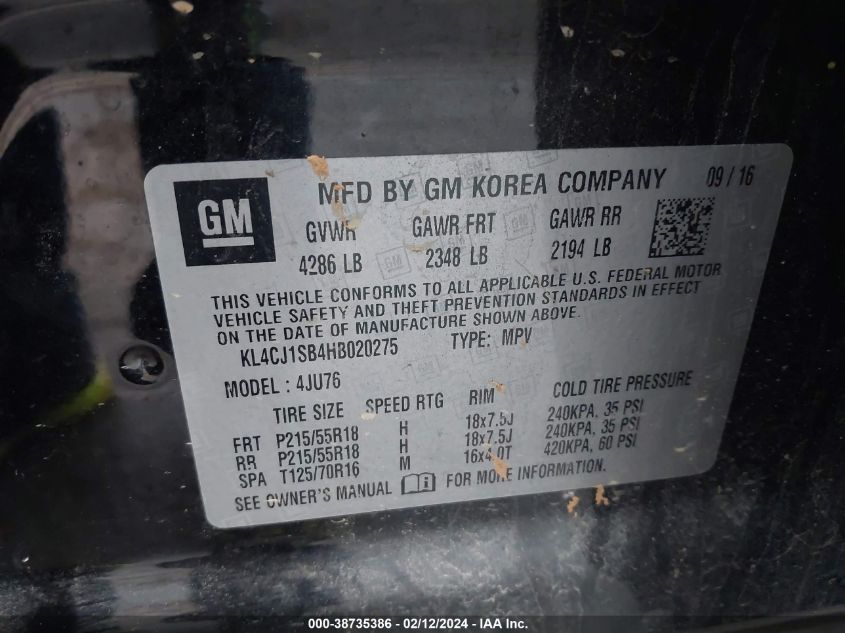 GM
MFD BY GM KOREA COMPANY 09 / 16
GVWR GAWR FRT GAWR RR
4286 LB 2348 LB 2194 LB
THIS VEHICLE CONFORMS TO ALL APPLICABLE U.S. FEDERAL MOTOR
VEHICLE SAFETY AND THEFT PREVENTION STANDARDS IN EFFECT
ON THE DATE OF MANUFACTURE SHOWN ABOVE.
KL4CJ1SB4HB020275 TYPE: MPV
MODEL : 4JU76
TIRE SIZE SPEED RTG RIM COLD TIRE PRESSURE
FRT P215/55R18 H 18x7.5J 240KPA, 35 PSI
RR P215/55R18 H 18x7.5J 240KPA, 35 PSI
SPA T125/70R16 M 16x4.0T 420KPA, 60 PSI
SEE OWNER'S MANUAL FOR MORE INFORMATION.
000-38735386 - 02/12/2024 - IAA Inc.